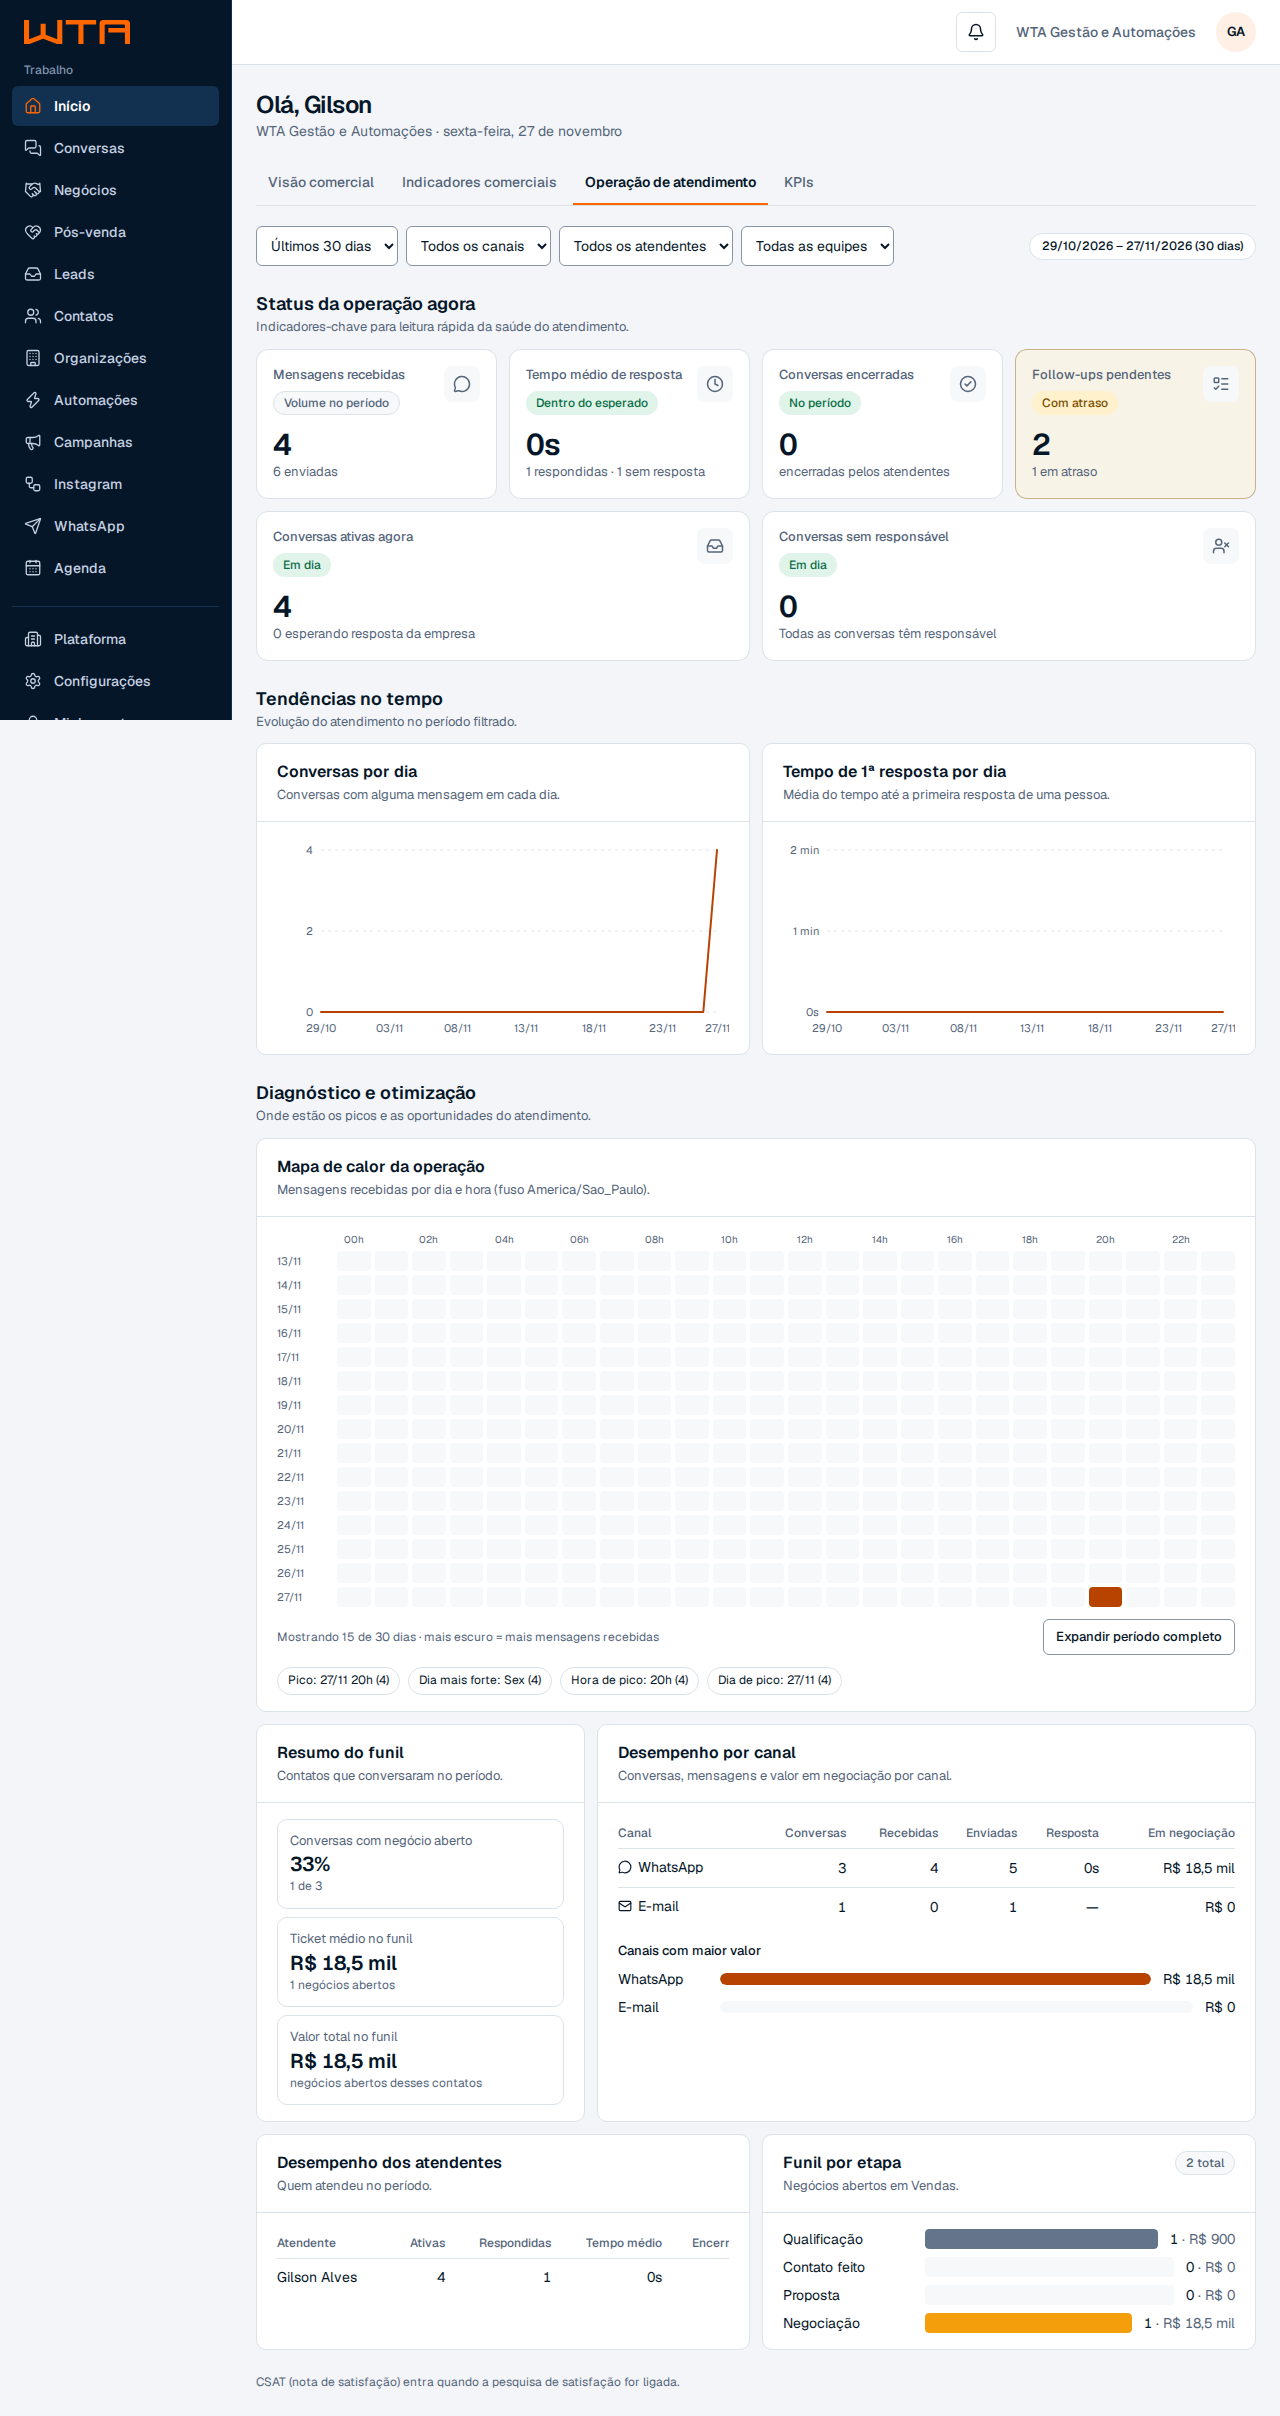 WTA
WTA Gestão e Automações
GA
Trabalho
Início
Conversas
Negócios
Pós-venda
Leads
Contatos
Organizações
Automações
Campanhas
Instagram
WhatsApp
Agenda
Plataforma
Configurações
Olá, Gilson
WTA Gestão e Automações · sexta-feira, 27 de novembro
Visão comercial Indicadores comerciais Operação de atendimento KPIs
Últimos 30 dias Todos os canais Todos os atendentes Todas as equipes 29/10/2026 – 27/11/2026 (30 dias)
Status da operação agora
Indicadores-chave para leitura rápida da saúde do atendimento.
Mensagens recebidas
Volume no período
4
6 enviadas
Tempo médio de resposta
Dentro do esperado
0s
1 respondidas · 1 sem resposta
Conversas encerradas
No período
0
encerradas pelos atendentes
Follow-ups pendentes
Com atraso
2
1 em atraso
Conversas ativas agora
Em dia
4
0 esperando resposta da empresa
Conversas sem responsável
Em dia
0
Todas as conversas têm responsável
Tendências no tempo
Evolução do atendimento no período filtrado.
Conversas por dia
Conversas com alguma mensagem em cada dia.
4
2
0
29/10 03/11 08/11 13/11 18/11 23/11 27/11
Tempo de 1ª resposta por dia
Média do tempo até a primeira resposta de uma pessoa.
2 min
1 min
0s
29/10 03/11 08/11 13/11 18/11 23/11 27/11
Diagnóstico e otimização
Onde estão os picos e as oportunidades do atendimento.
Mapa de calor da operação
Mensagens recebidas por dia e hora (fuso America/Sao_Paulo).
00h 02h 04h 06h 08h 10h 12h 14h 16h 18h 20h 22h
13/11
14/11
15/11
16/11
17/11
18/11
19/11
20/11
21/11
22/11
23/11
24/11
25/11
26/11
27/11
Mostrando 15 de 30 dias · mais escuro = mais mensagens recebidas
Expandir período completo
Pico: 27/11 20h (4) Dia mais forte: Sex (4) Hora de pico: 20h (4) Dia de pico: 27/11 (4)
Resumo do funil
Contatos que conversaram no período.
Conversas com negócio aberto
33%
1 de 3
Ticket médio no funil
R$ 18,5 mil
1 negócios abertos
Valor total no funil
R$ 18,5 mil
negócios abertos desses contatos
Desempenho por canal
Conversas, mensagens e valor em negociação por canal.
Canal Conversas Recebidas Enviadas Resposta Em negociação
WhatsApp 3 4 5 0s R$ 18,5 mil
E-mail 1 0 1 — R$ 0
Canais com maior valor
WhatsApp R$ 18,5 mil
E-mail R$ 0
Desempenho dos atendentes
Quem atendeu no período.
Atendente Ativas Respondidas Tempo médio Encerr
Gilson Alves 4 1 0s
Funil por etapa
2 total
Negócios abertos em Vendas.
Qualificação 1 · R$ 900
Contato feito 0 · R$ 0
Proposta 0 · R$ 0
Negociação 1 · R$ 18,5 mil
CSAT (nota de satisfação) entra quando a pesquisa de satisfação for ligada.